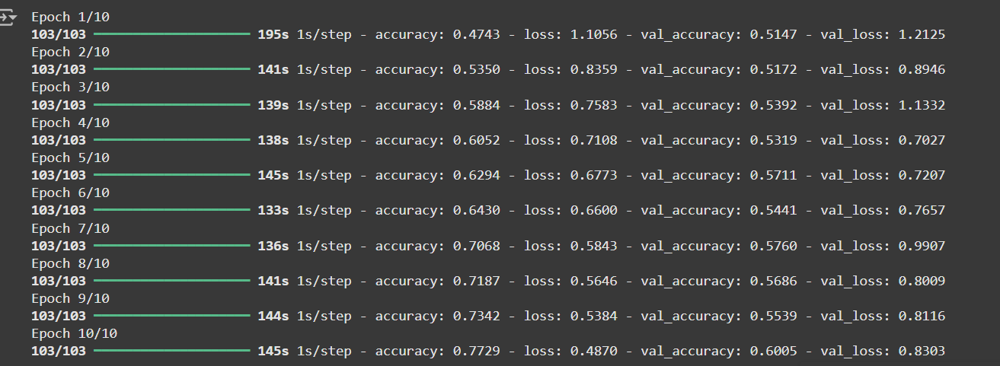 Epoch 1/10
103/103 195s 1s/step - accuracy: 0.4743 - loss: 1.1056 - val_accuracy: 0.5147 - val_loss: 1.2125
Epoch 2/10
103/103 141s 1s/step - accuracy: 0.5350 - loss: 0.8359 - val_accuracy: 0.5172 - val_loss: 0.8946
Epoch 3/10
103/103 139s 1s/step - accuracy: 0.5884 - loss: 0.7583 - val_accuracy: 0.5392 - val_loss: 1.1332
Epoch 4/10
103/103 138s 1s/step - accuracy: 0.6052 - loss: 0.7108 - val_accuracy: 0.5319 - val_loss: 0.7027
Epoch 5/10
103/103 145s 1s/step - accuracy: 0.6294 - loss: 0.6773 - val_accuracy: 0.5711 - val_loss: 0.7207
Epoch 6/10
103/103 133s 1s/step - accuracy: 0.6430 - loss: 0.6600 - val_accuracy: 0.5441 - val_loss: 0.7657
Epoch 7/10
103/103 136s 1s/step - accuracy: 0.7068 - loss: 0.5843 - val_accuracy: 0.5760 - val_loss: 0.9907
Epoch 8/10
103/103 141s 1s/step - accuracy: 0.7187 - loss: 0.5646 - val_accuracy: 0.5686 - val_loss: 0.8009
Epoch 9/10
103/103 144s 1s/step - accuracy: 0.7342 - loss: 0.5384 - val_accuracy: 0.5539 - val_loss: 0.8116
Epoch 10/10
103/103 145s 1s/step - accuracy: 0.7729 - loss: 0.4870 - val_accuracy: 0.6005 - val_loss: 0.8303